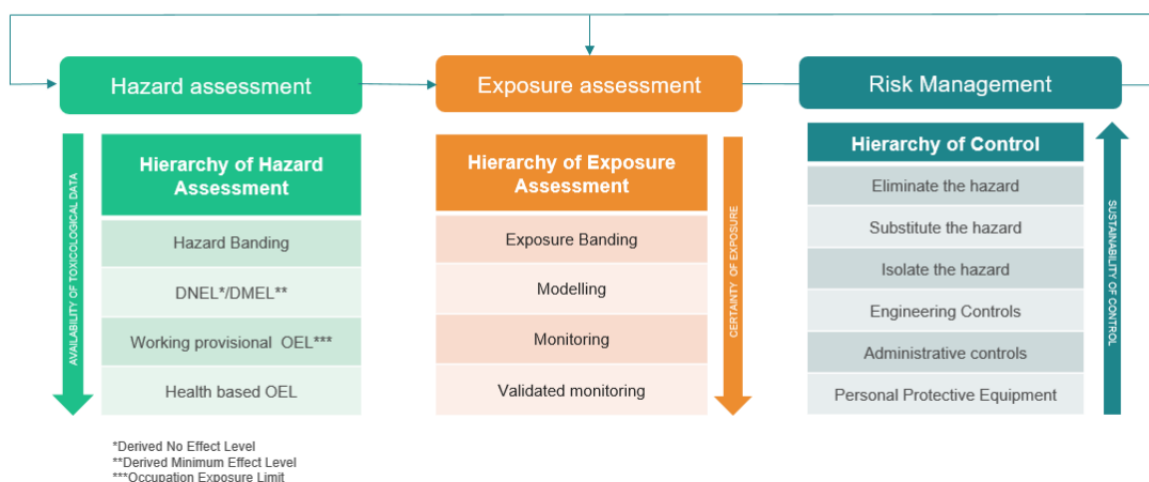 Hazard assessment
Exposure assessment
Risk Management
AVAILABILITY OF TOXICOLOGICAL DATA
Hierarchy of Hazard
Assessment
Hazard Banding
DNEL*/DMEL**
Working provisional OEL***
Health based OEL
Hierarchy of Exposure
Assessment
Exposure Banding
Modelling
Monitoring
Validated monitoring
CERTAINTY OF EXPOSURE
Hierarchy of Control
Eliminate the hazard
Substitute the hazard
Isolate the hazard
Engineering Controls
Administrative controls
Personal Protective Equipment
SUSTAINABILITY OF CONTROL
*Derived No Effect Level
**Derived Minimum Effect Level
***Occupation Exposure Limit